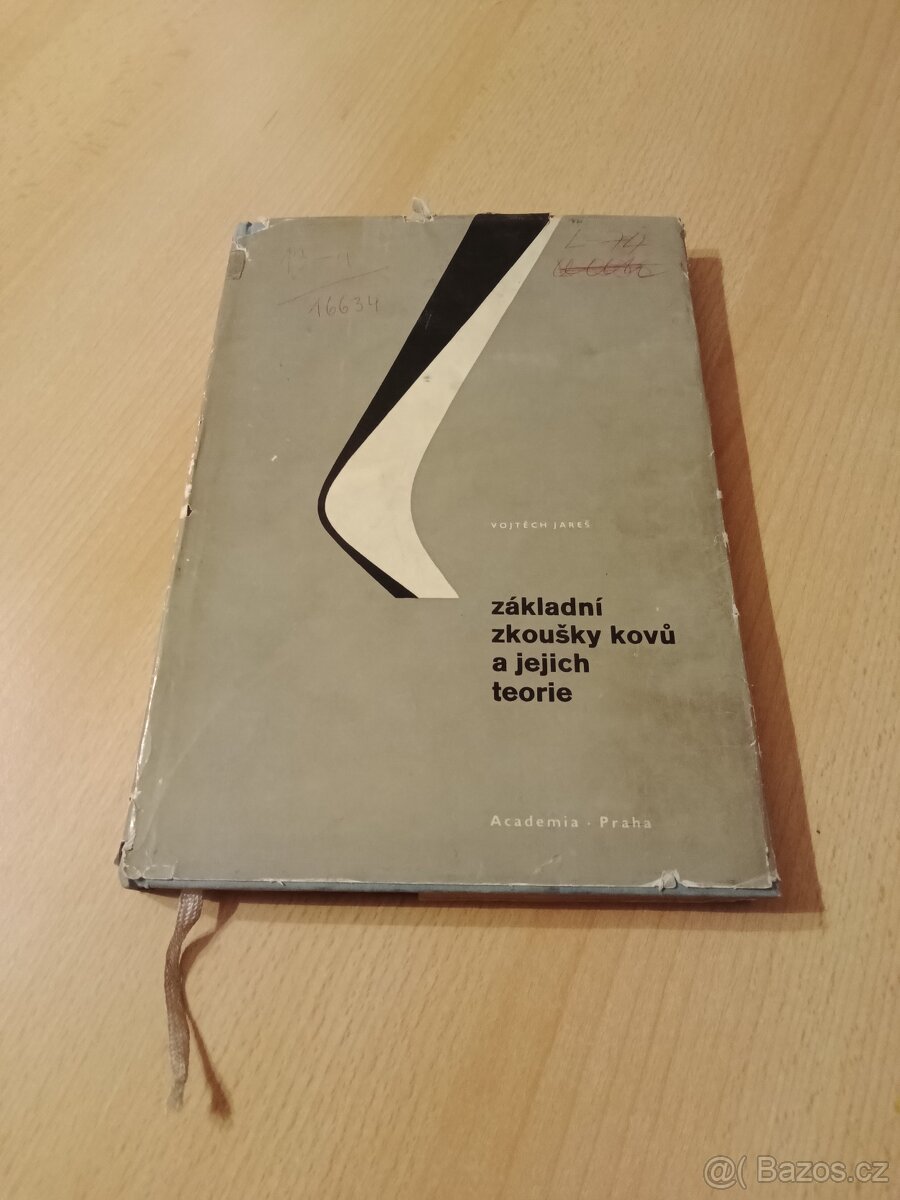 16634
VOJTĚCH JAREŠ
základní
zkoušky kovů
a jejich
teorie
Academia · Praha
@( Bazos.cz